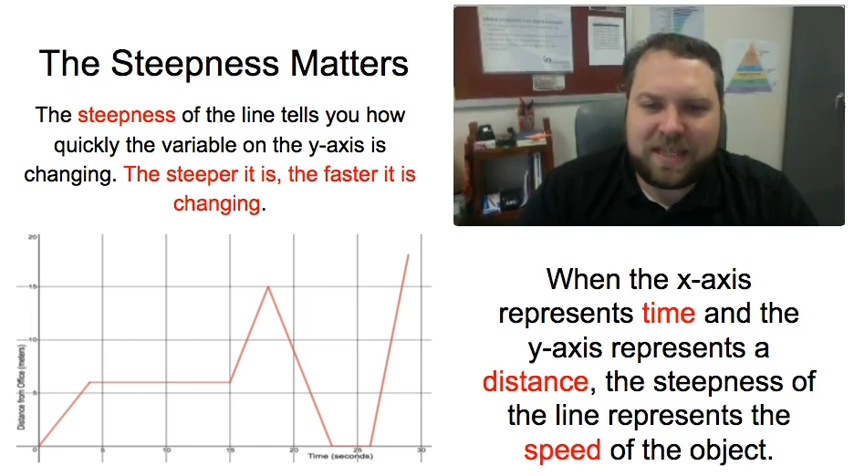 The Steepness Matters
The steepness of the line tells you how
quickly the variable on the y-axis is
changing. The steeper it is, the faster it is
changing.
20
15
10
5
Distance from Office (meters)
0
5
10
15
20
25
30
Time (seconds)
When the x-axis
represents time and the
y-axis represents a
distance, the steepness of
the line represents the
speed of the object.